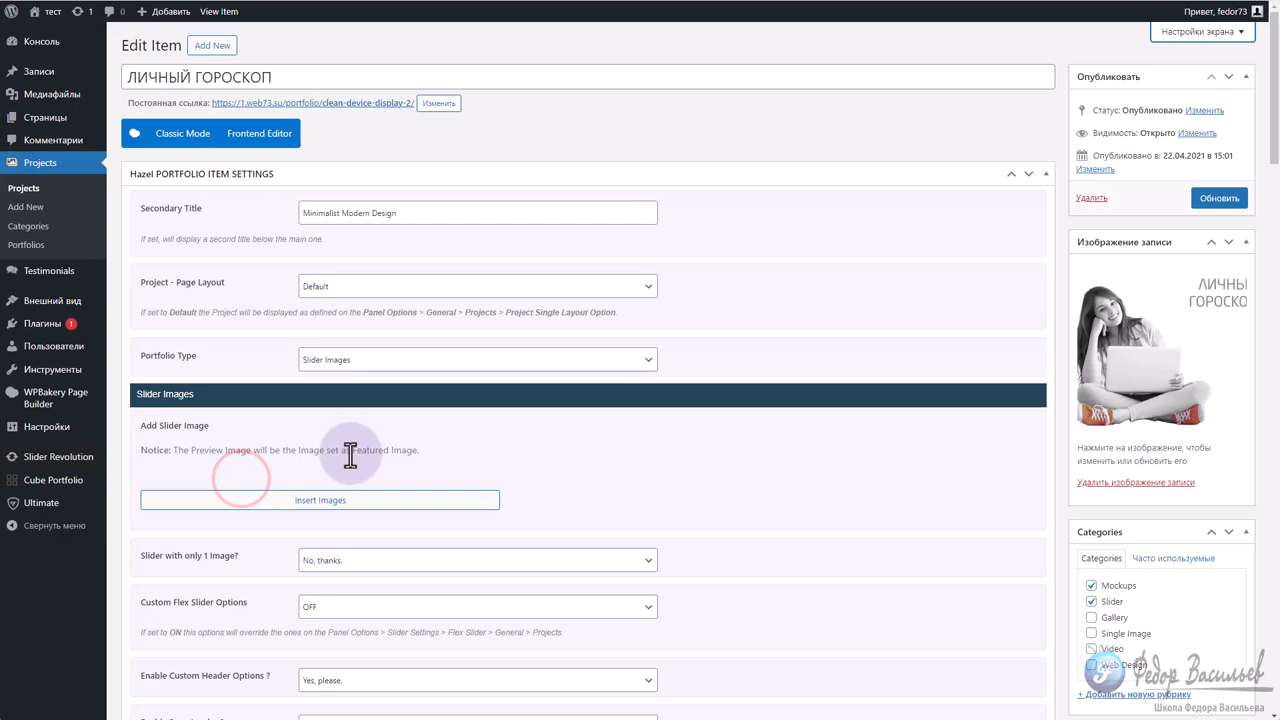 тест
1
0
Добавить
View Item
Привет, fedor73
Консоль
Записи
Медиафайлы
Страницы
Комментарии
Projects
Projects
Add New
Categories
Portfolios
Testimonials
Внешний вид
Плагины 1
Пользователи
Инструменты
WPBakery Page
Builder
Настройки
Slider Revolution
Cube Portfolio
Ultimate
Свернуть меню
Настройки экрана
Edit Item
Add New
ЛИЧНЫЙ ГОРОСКОП
Постоянная ссылка: https://1.web73.su/portfolio/clean-device-display-2/ Изменить
Classic Mode
Frontend Editor
Hazel PORTFOLIO ITEM SETTINGS
Secondary Title
Minimalist Modern Design
If set, will display a second title below the main one.
Project - Page Layout
Default
If set to Default the Project will be displayed as defined on the Panel Options > General > Projects > Project Single Layout Option.
Portfolio Type
Slider Images
Slider Images
Add Slider Image
Notice: The Preview Image will be the Image set as Featured Image.
Insert Images
Slider with only 1 Image?
No, thanks.
Custom Flex Slider Options
OFF
If set to ON this options will override the ones on the Panel Options > Slider Settings > Flex Slider > General > Projects.
Enable Custom Header Options ?
Yes, please.
Опубликовать
Статус: Опубликовано Изменить
Видимость: Открыто Изменить
Опубликовано в: 22.04.2021 в 15:01
Изменить
Удалить
Обновить
Изображение записи
ЛИЧНЫ
ГОРОСКО
Нажмите на изображение, чтобы
изменить или обновить его
Удалить изображение записи
Categories
Categories
Часто используемые
Mockups
Slider
Gallery
Single Image
Video
Web Design
+ Добавить новую рубрику
Федор Васильев
Школа Федора Васильева